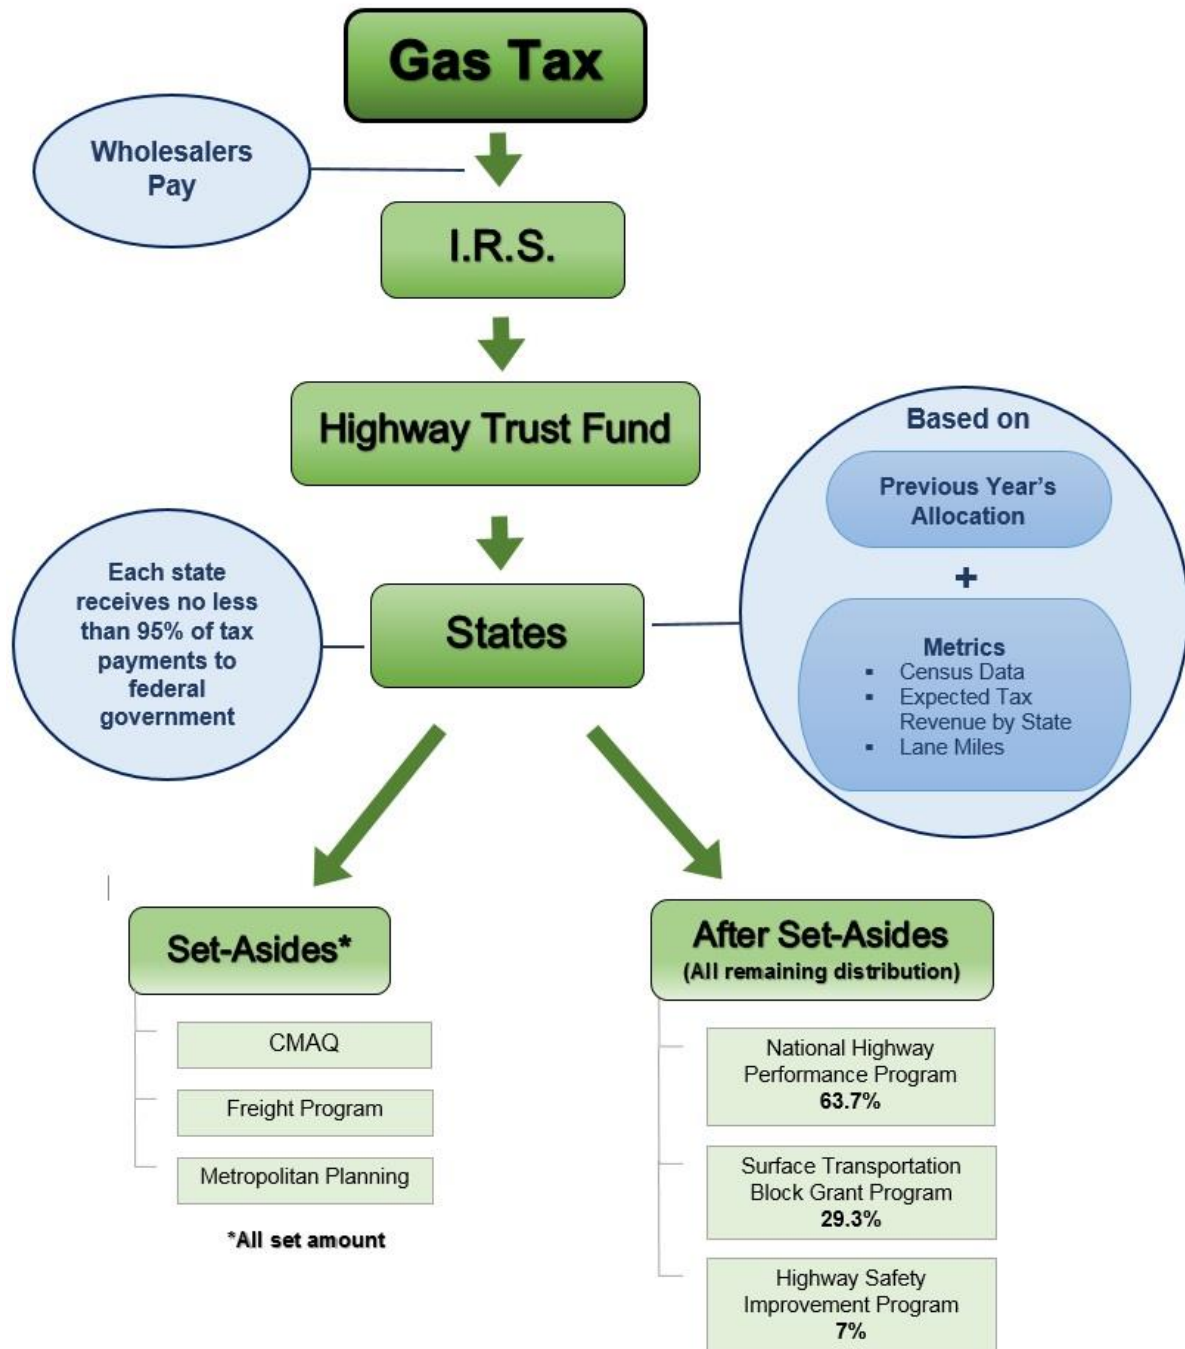 Gas Tax
Wholesalers
Pay
I.R.S.
Highway Trust Fund
Based on
Previous Year's
Allocation
+
Each state
receives no less
than 95% of tax
payments to
federal
government
States
Metrics
▪ Census Data
▪ Expected Tax
Revenue by State
▪ Lane Miles
Set-Asides*
CMAQ
Freight Program
Metropolitan Planning
*All set amount
After Set-Asides
(All remaining distribution)
National Highway
Performance Program
63.7%
Surface Transportation
Block Grant Program
29.3%
Highway Safety
Improvement Program
7%